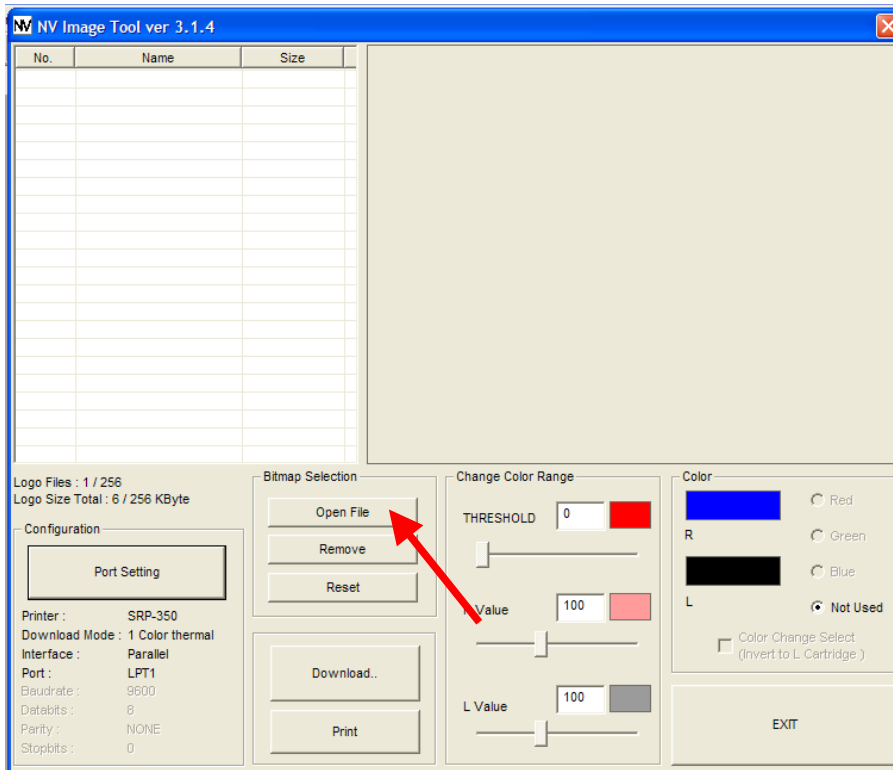 NV NV Image Tool ver 3.1.4
No. Name Size
Logo Files : 1 / 256
Logo Size Total : 6 / 256 KByte
Configuration
Port Setting
Printer : SRP-350
Download Mode : 1 Color thermal
Interface : Parallel
Port : LPT1
Baudrate : 9600
Databits : 8
Parity : NONE
Stopbits : 0
Bitmap Selection
Open File
Remove
Reset
Download..
Print
Change Color Range
THRESHOLD 0
Value 100
L Value 100
Color
R
L
Red
Green
Blue
Not Used
Color Change Select
(Invert to L Cartridge )
EXIT